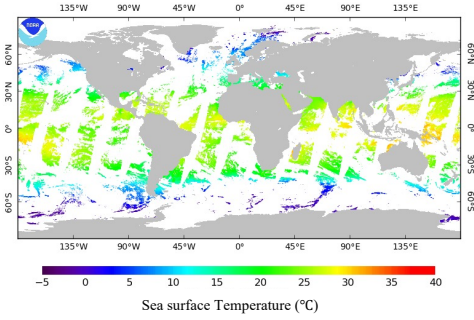 NOAA
135°W 90°W 45°W 0° 45°E 90°E 135°E
60°N 60°N
30°N 30°N
0° 0°
30°S 30°S
60°S 60°S
135°W 90°W 45°W 0° 45°E 90°E 135°E
−5 0 5 10 15 20 25 30 35 40
Sea surface Temperature (℃)